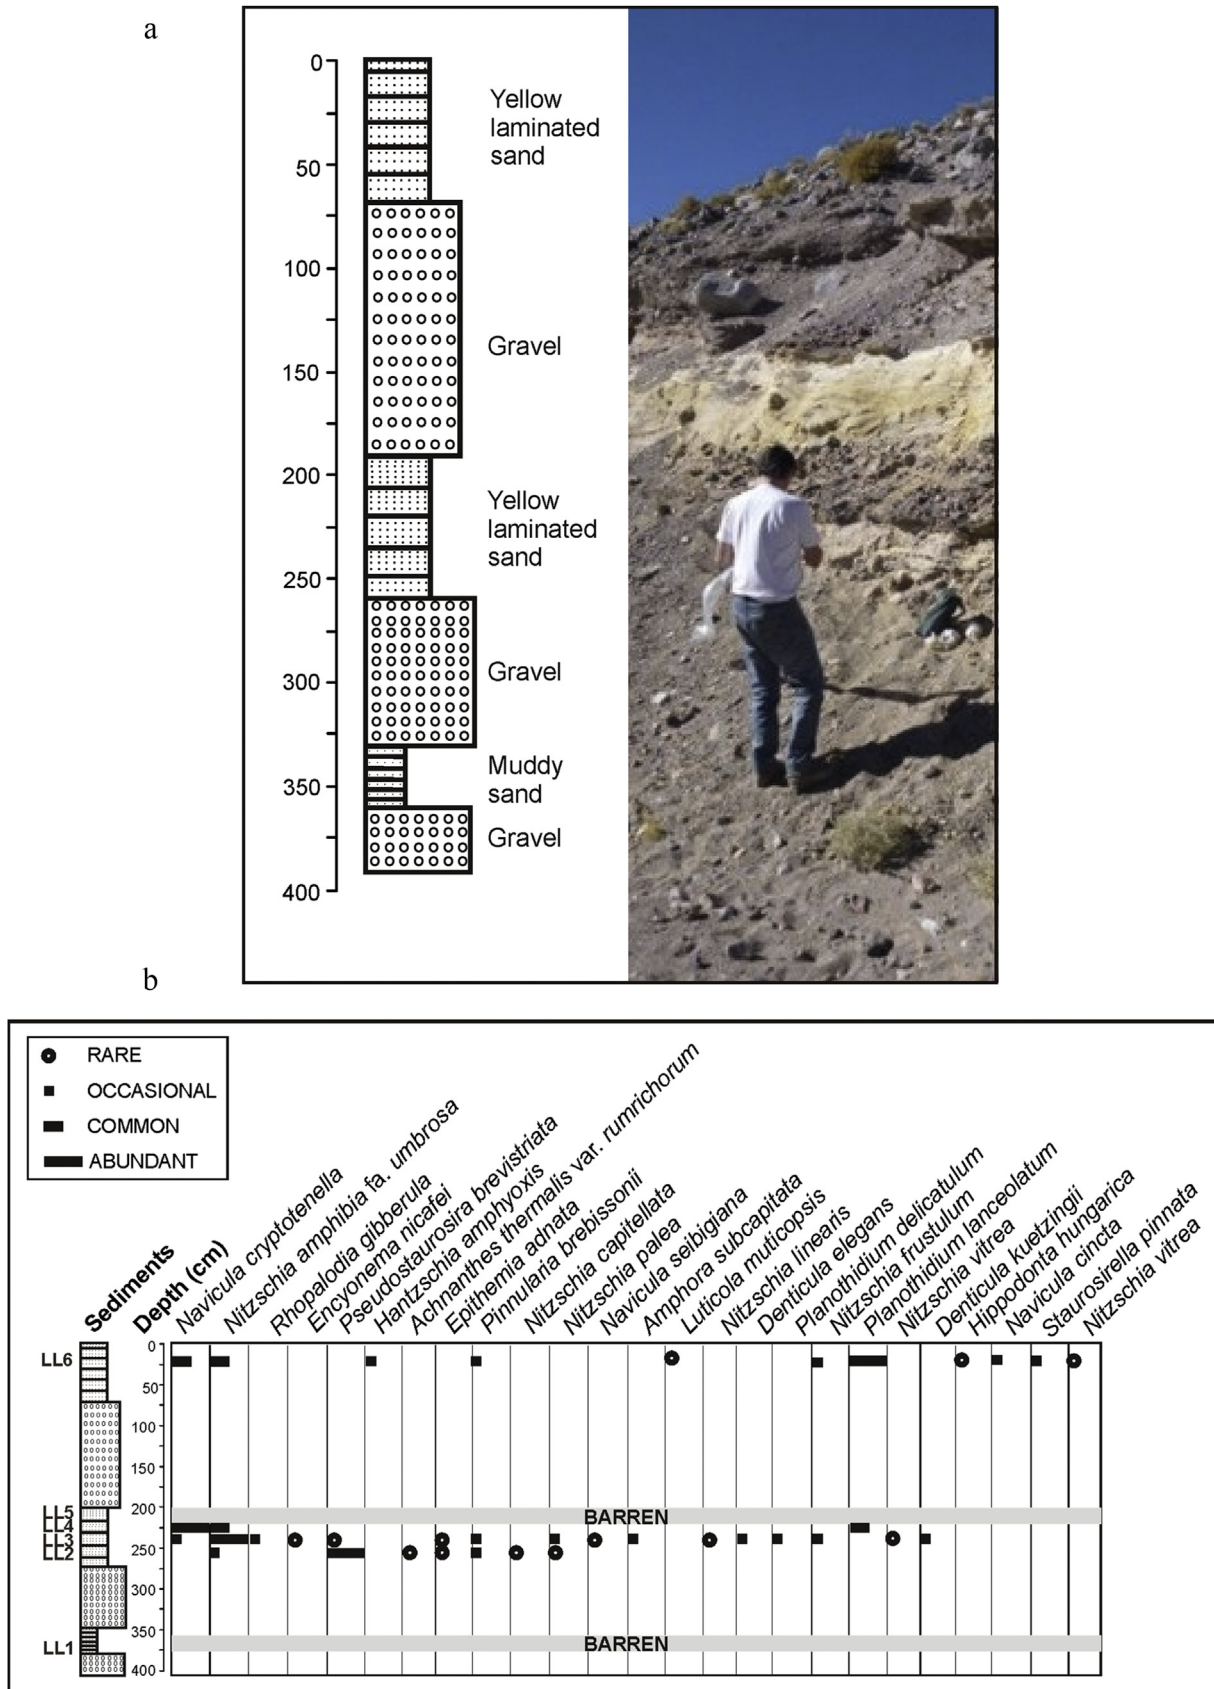 a
0
Yellow
laminated
sand
50
100
Gravel
150
200
Yellow
laminated
sand
250
300
Gravel
350
Muddy
sand
Gravel
400
b
RARE
OCCASIONAL
COMMON
ABUNDANT
Sediments
Depth (cm)
Navicula cryptotenella
Nitzschia amphibia fa. umbrosa
Rhopalodia gibberula
Encyonema nicafei
Pseudostaurosira brevistriata
Hantzschia amphyoxis
Achnanthes thermalis var. rumrichorum
Epithemia adnata
Pinnularia brebissonii
Nitzschia capitellata
Nitzschia palea
Navicula seibigiana
Amphora subcapitata
Luticola muticopsis
Nitzschia linearis
Denticula elegans
Planothidium delicatulum
Nitzschia frustulum
Planothidium lanceolatum
Nitzschia vitrea
Denticula kuetzingii
Hippodonta hungarica
Navicula cincta
Staurosirella pinnata
Nitzschia vitrea
LL6
0
50
100
150
LL5
200
BARREN
LL4
LL3
LL2
250
300
350
LL1
BARREN
400